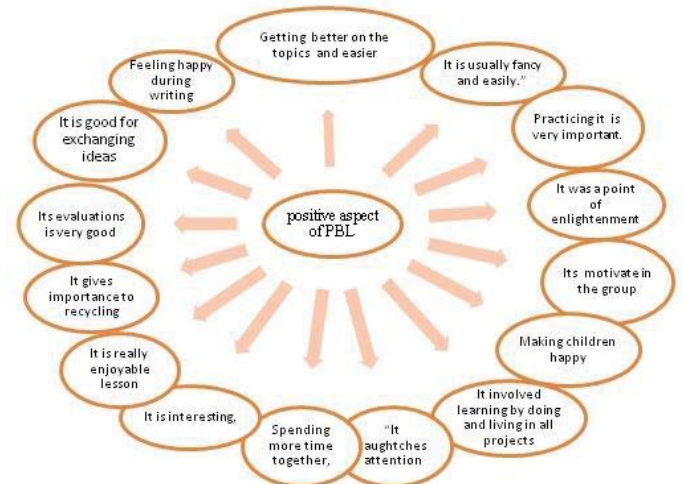 Getting better on the
topics and easier
It is usually fancy
and easily.”
Practicing it is
very important.
It was a point
of
enlightenment
Its motivate in
the group
Making children
happy
It involved
learning by doing
and living in all
projects
“It
aughtches
attention
Spending
more time
together,
It is interesting,
It is really
enjoyable
lesson
It gives
importance to
recycling
Its evaluations
is very good
It is good for
exchanging
ideas
Feeling happy
during
writing
positive aspect
of PBL